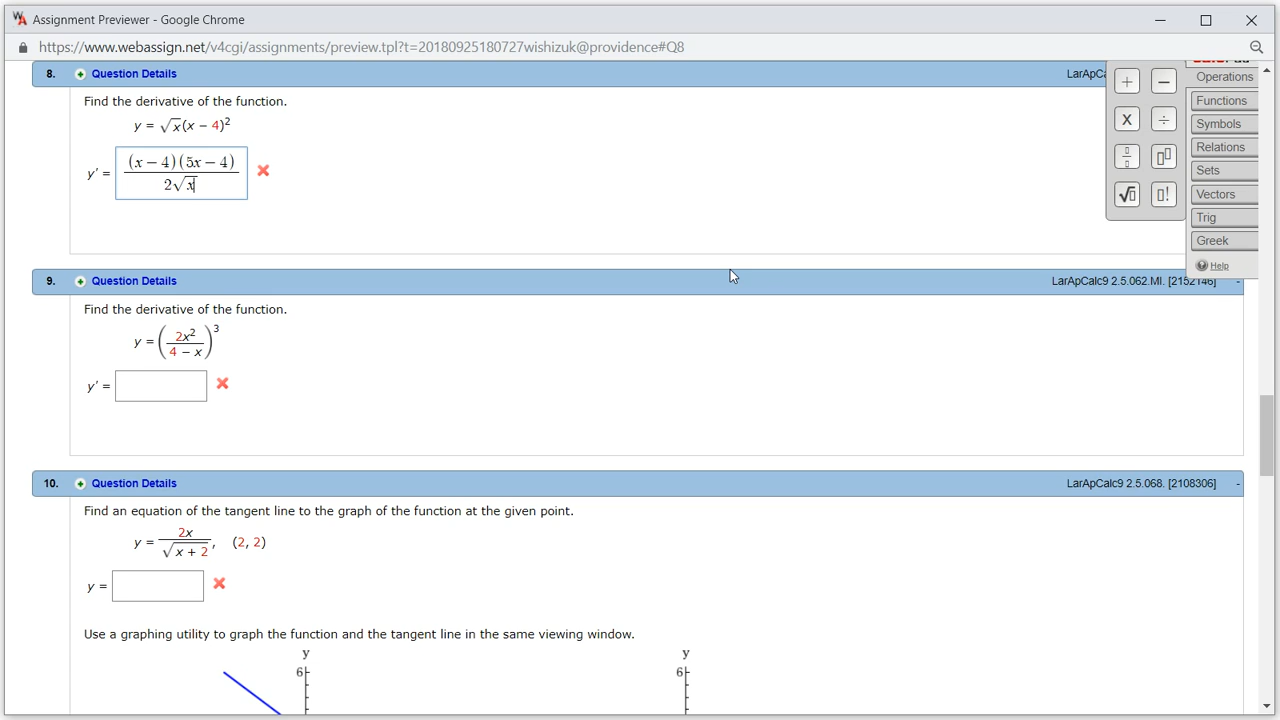 Assignment Previewer - Google Chrome
https://www.webassign.net/v4cgi/assignments/preview.tpl?t=20180925180727wishizuk@providence#Q8
8. Question Details LarApCa
Find the derivative of the function.
y = √x(x − 4)²
y' = (x − 4)(5x − 4) / 2√x
Operations
Functions
Symbols
Relations
Sets
Vectors
Trig
Greek
Help
9. Question Details LarApCalc9 2.5.062.MI. [2152146] -
Find the derivative of the function.
y = (2x² / 4 − x)³
y' =
10. Question Details LarApCalc9 2.5.068. [2108306] -
Find an equation of the tangent line to the graph of the function at the given point.
y = 2x / √x + 2, (2, 2)
y =
Use a graphing utility to graph the function and the tangent line in the same viewing window.
y y
6 6